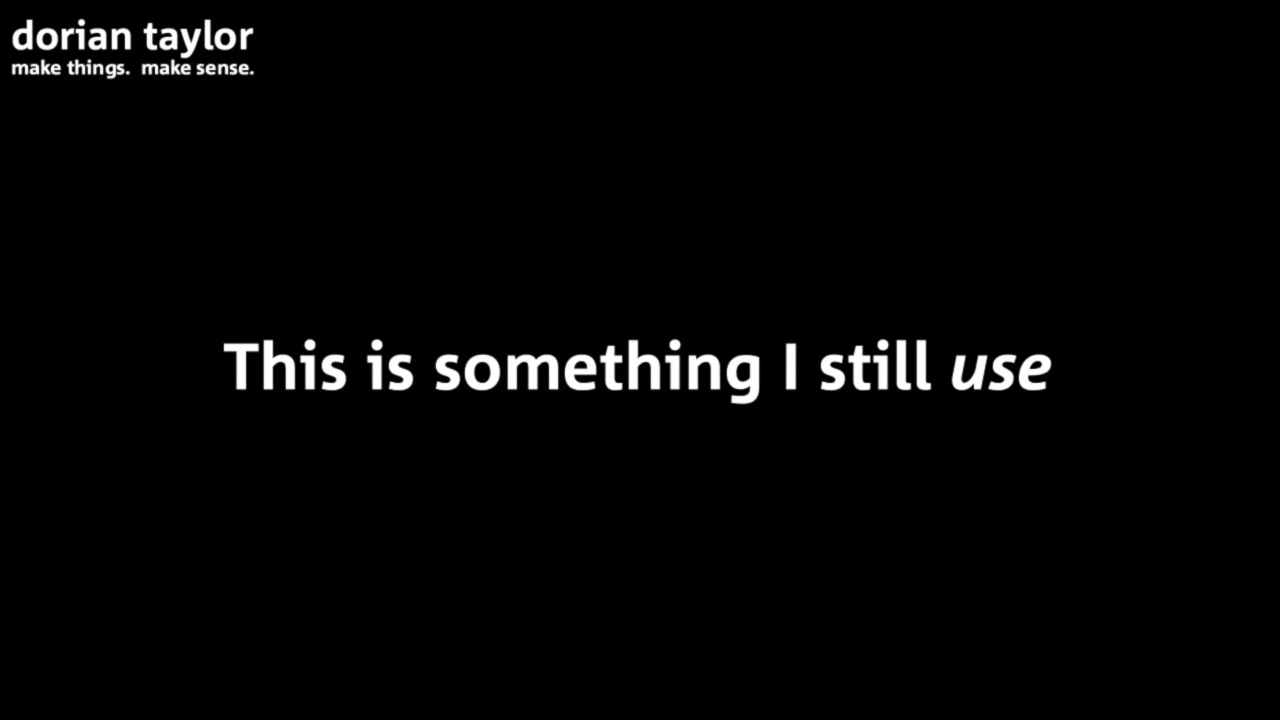 dorian taylor
make things. make sense.
This is something I still use